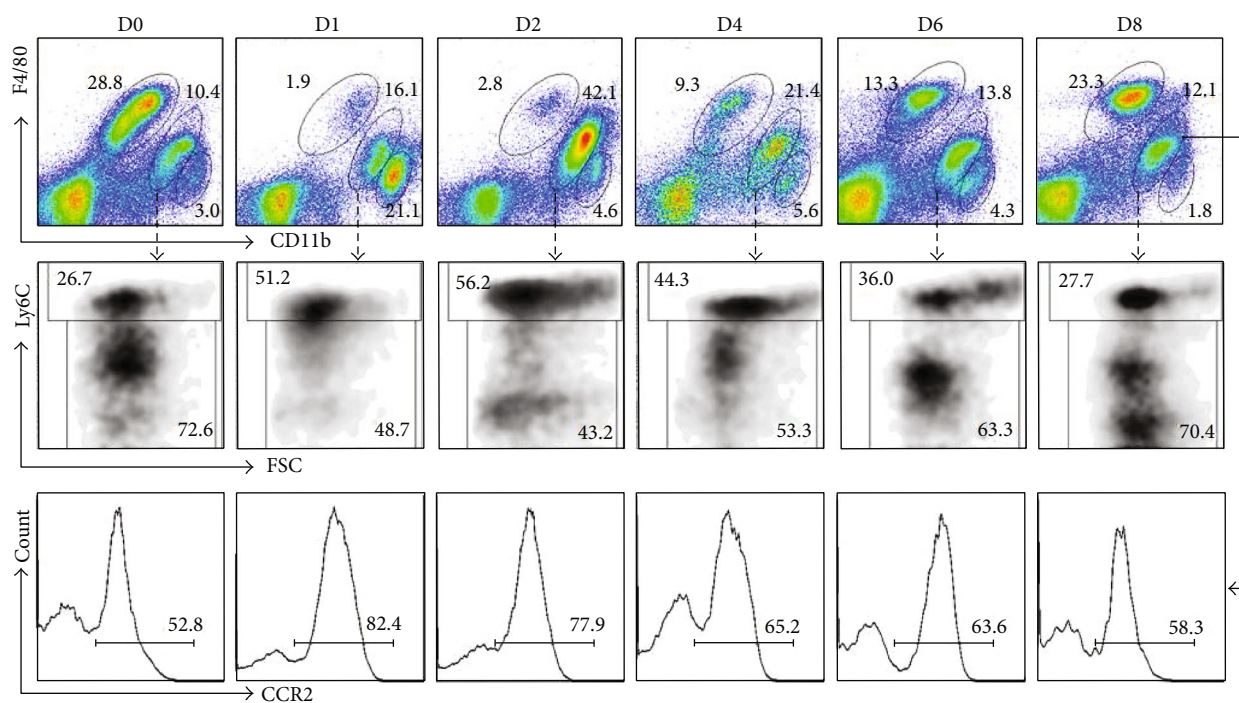 D0 D1 D2 D4 D6 D8
F4/80
28.8 10.4 3.0
1.9 16.1 21.1
2.8 42.1 4.6
9.3 21.4 5.6
13.3 13.8 4.3
23.3 12.1 1.8
CD11b
Ly6C
26.7 72.6
51.2 48.7
56.2 43.2
44.3 53.3
36.0 63.3
27.7 70.4
FSC
Count
52.8 82.4 77.9 65.2 63.6 58.3
CCR2